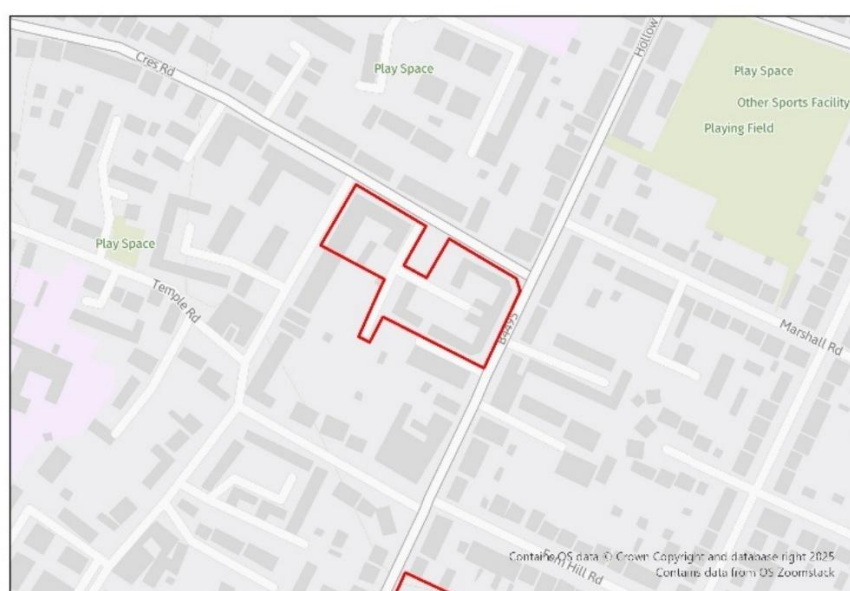 Cres Rd
Play Space
Hollow
Play Space
Other Sports Facility
Playing Field
Play Space
Temple Rd
B4495
Marshall Rd
Contains OS data © Crown Copyright and database right 2025
Contains data from OS Zoomstack
Hill Rd